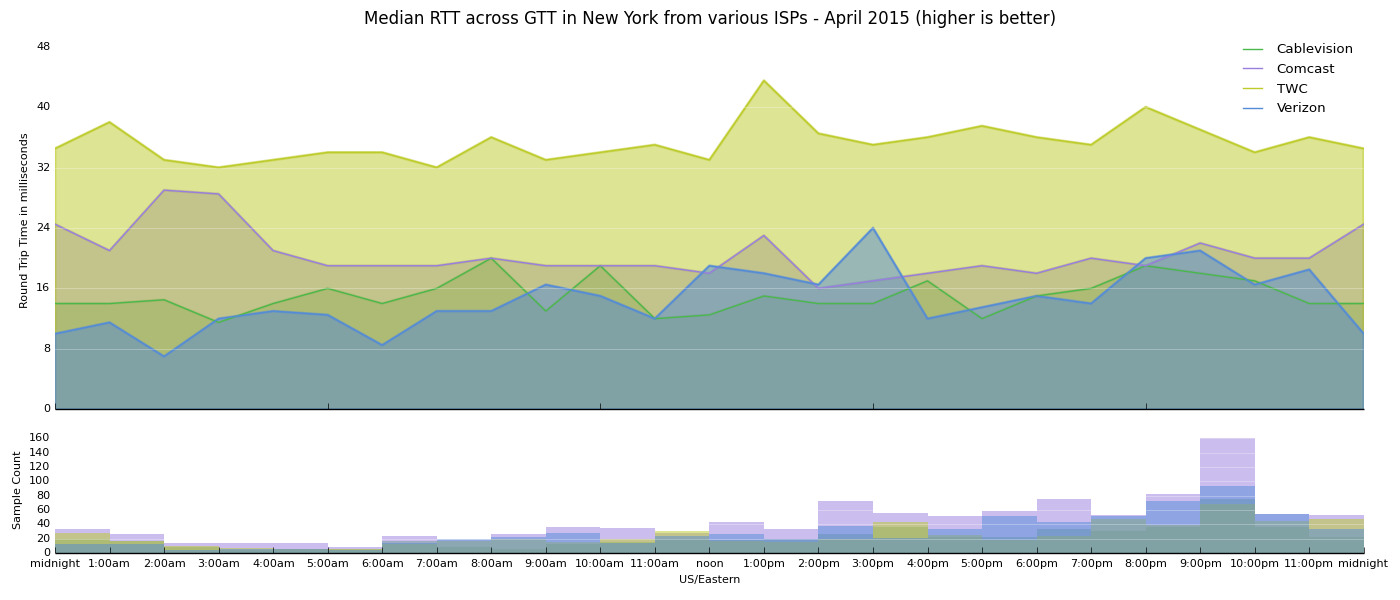 Median RTT across GTT in New York from various ISPs - April 2015 (higher is better)
48
40
32
24
16
8
0
Round Trip Time in milliseconds
Cablevision
Comcast
TWC
Verizon
160
140
120
100
80
60
40
20
0
Sample Count
midnight 1:00am 2:00am 3:00am 4:00am 5:00am 6:00am 7:00am 8:00am 9:00am 10:00am 11:00am noon 1:00pm 2:00pm 3:00pm 4:00pm 5:00pm 6:00pm 7:00pm 8:00pm 9:00pm 10:00pm 11:00pm midnight
US/Eastern